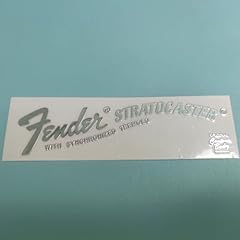 Fender® STRATOCASTER®
WITH SYNCHRONIZED TREMOLO